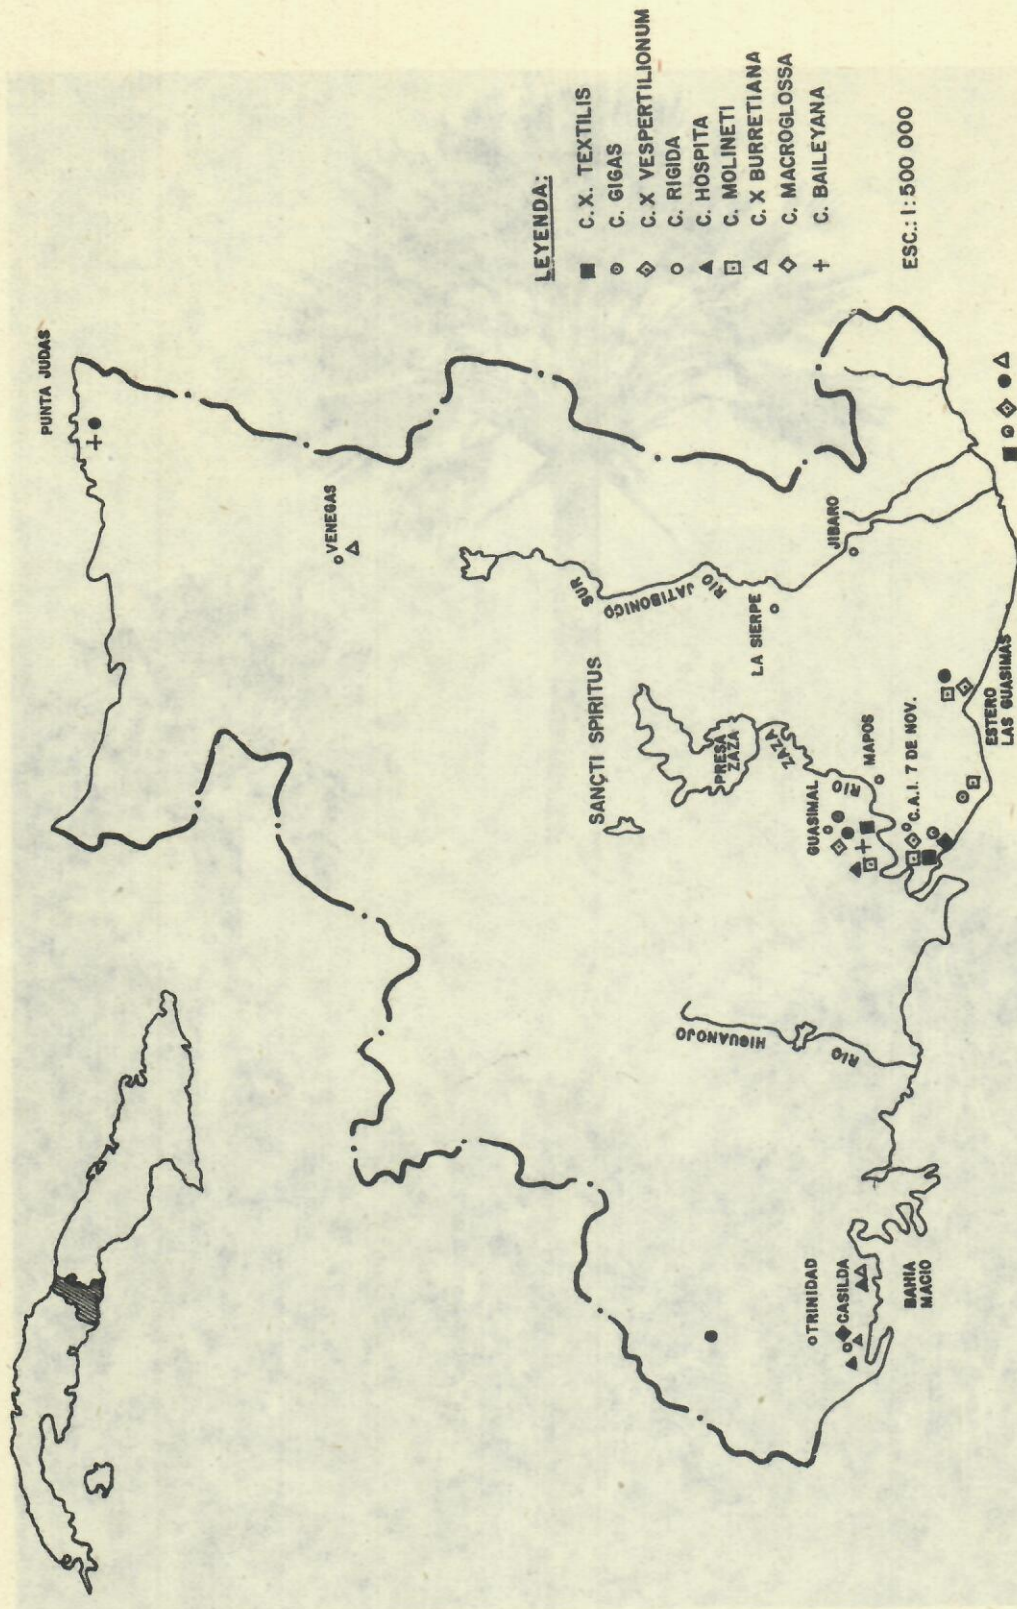 PUNTA JUDAS
VENEGAS
SANCTI SPIRITUS
SUR
JATIBONICO
RIO
LA SIERPE
JIBARO
PRESA
ZAZA
ZAZA
RIO
GUASIMAL
MAPOS
C.A.I. 7 DE NOV.
ESTERO
LAS GUASIMAS
HIGUANOJO
RIO
TRINIDAD
CASILDA
BAHIA
MACIO
LEYENDA:
C.X. TEXTILIS
C. GIGAS
C.X VESPERTILIONUM
C. RIGIDA
C. HOSPITA
C. MOLINETI
C.X BURRETIANA
C. MACROGLOSSA
C. BAILEYANA
ESC.: 1: 500 000